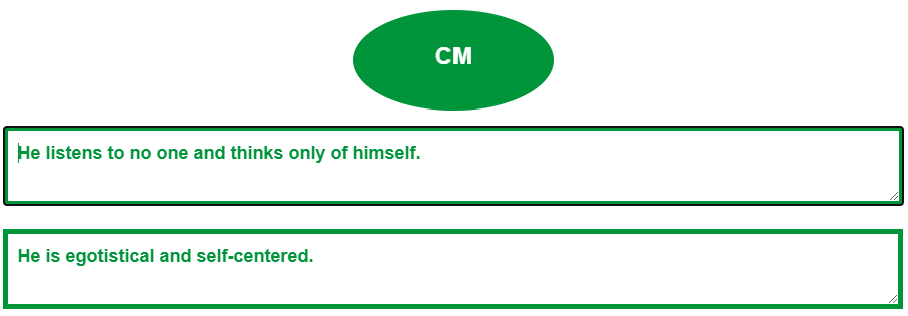 CM
He listens to no one and thinks only of himself.
He is egotistical and self-centered.